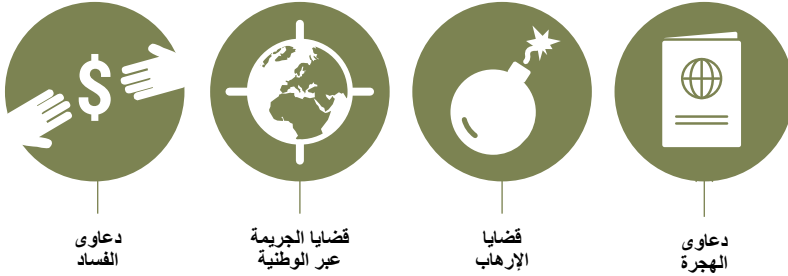 دعاوى
الهجرة
قضايا
الإرهاب
قضايا الجريمة
عبر الوطنية
دعاوى
الفساد